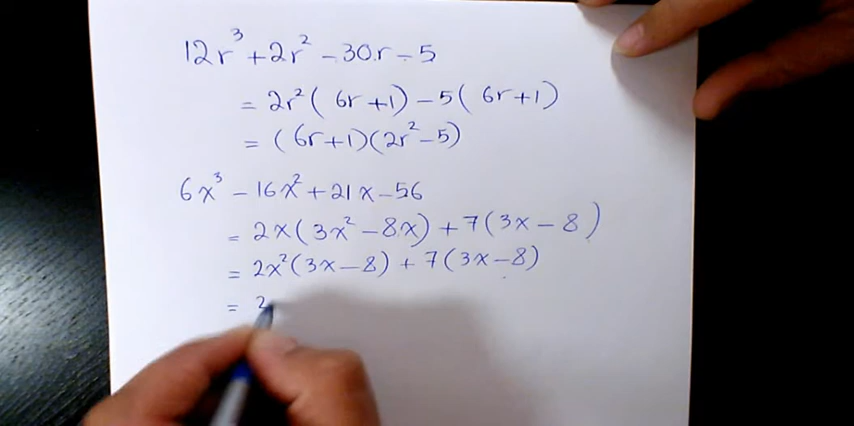 12r³ + 2r² - 30r - 5
= 2r² ( 6r + 1) - 5 ( 6r + 1)
= (6r + 1)(2r² - 5)
6x³ - 16x² + 21x - 56
= 2x (3x² - 8x) + 7 (3x - 8)
= 2x² (3x - 8) + 7 (3x - 8)
=